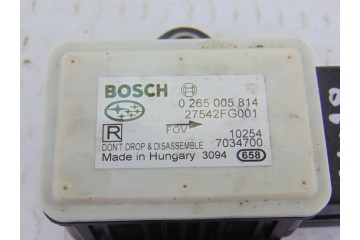 BOSCH
0 265 005 814
27542FG001
R FOV 10254
DON'T DROP & DISASSEMBLE 7034700
Made in Hungary 3094 658